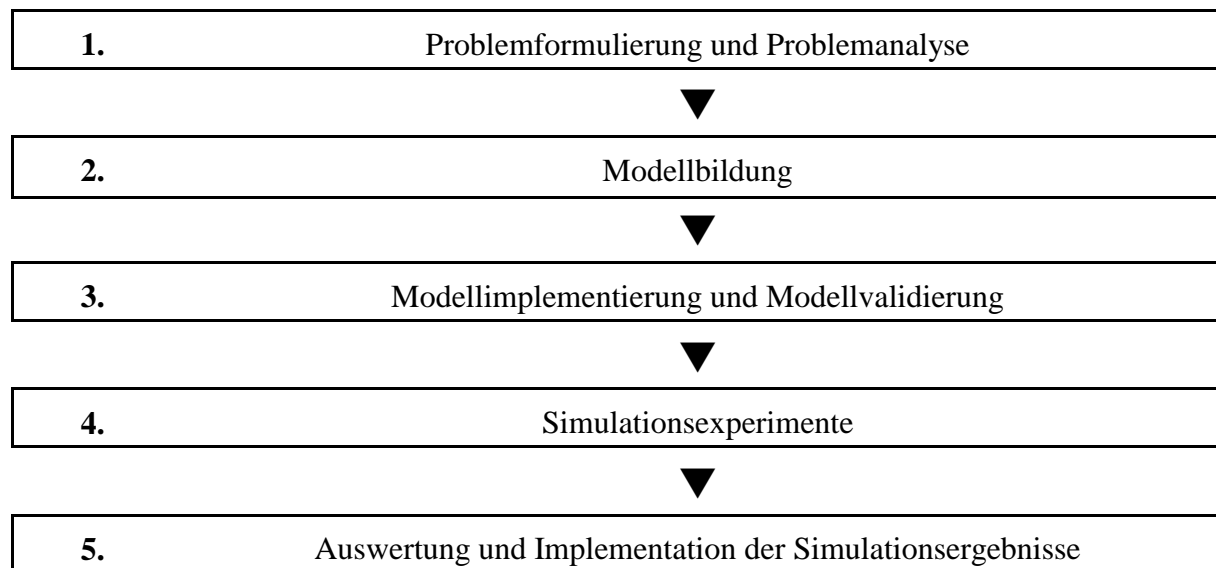 1. Problemformulierung und Problemanalyse
2. Modellbildung
3. Modellimplementierung und Modellvalidierung
4. Simulationsexperimente
5. Auswertung und Implementation der Simulationsergebnisse